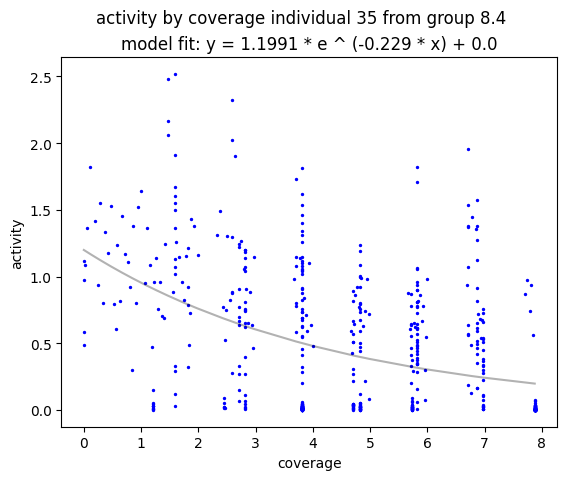 activity by coverage individual 35 from group 8.4
model fit: y = 1.1991 * e ^ (-0.229 * x) + 0.0
2.5
2.0
1.5
1.0
0.5
0.0
activity
0 1 2 3 4 5 6 7 8
coverage